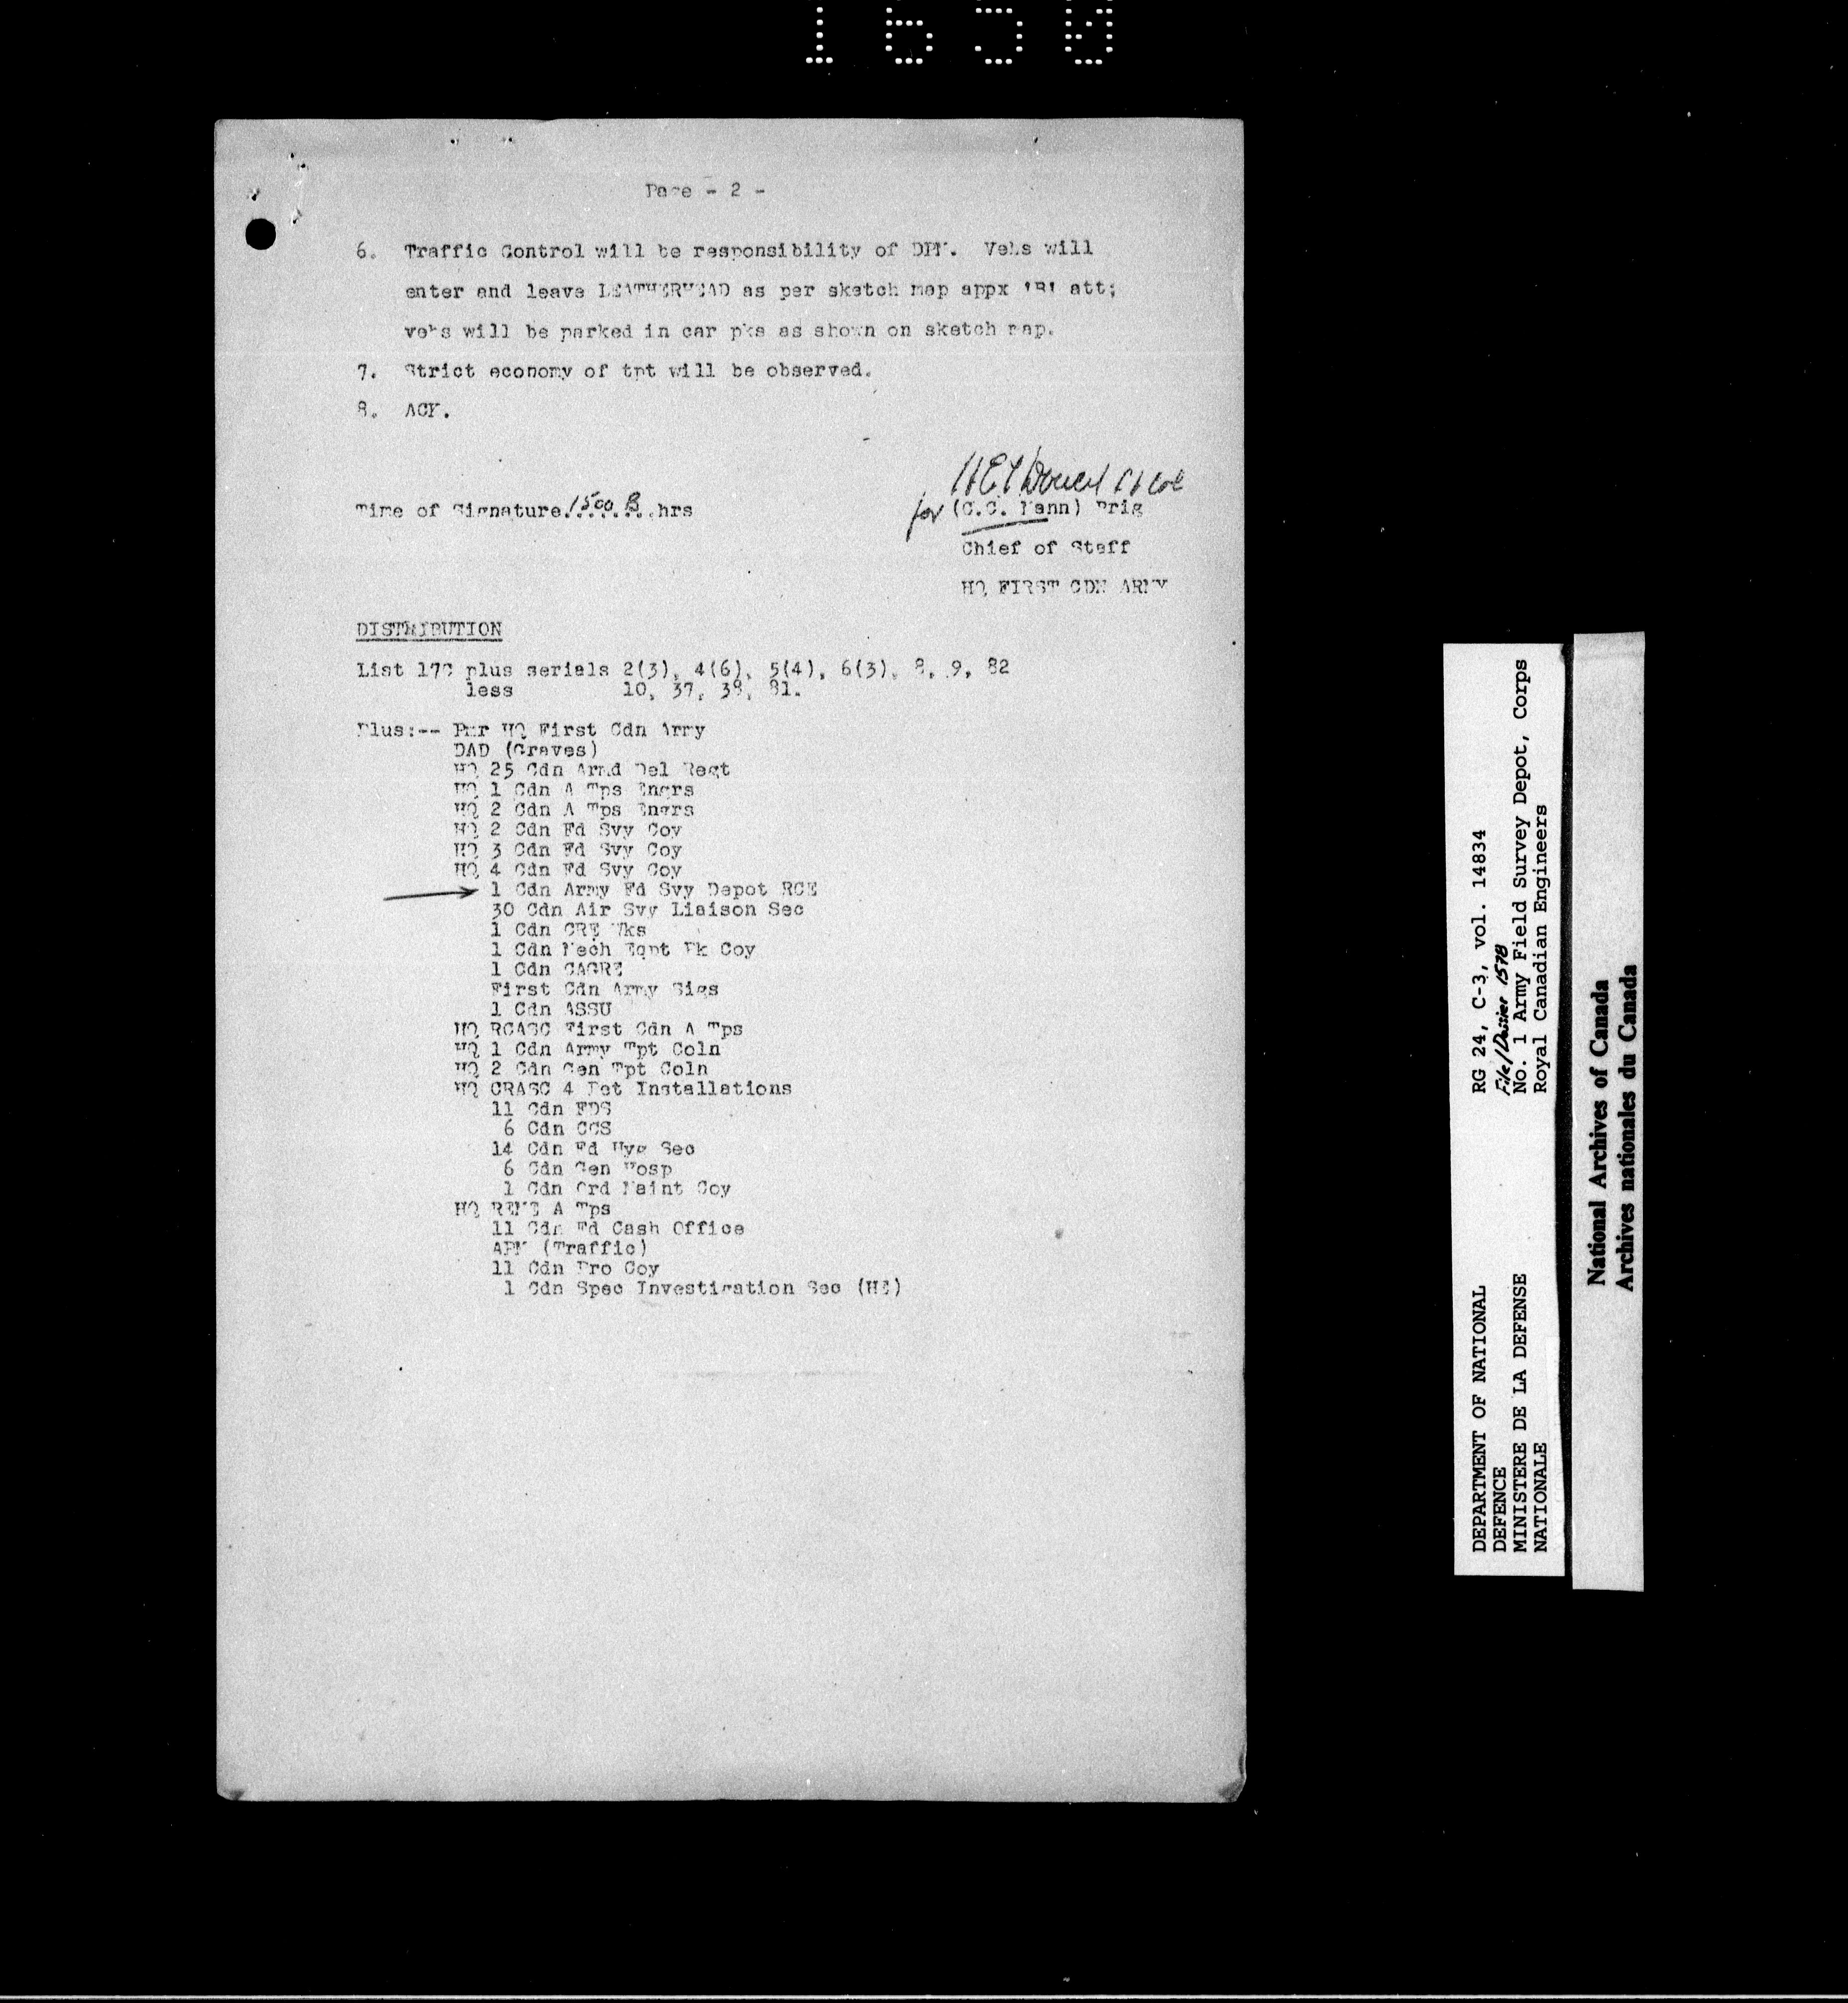 1650
Page - 2 -
6. Traffic Control will be responsibility of DPM. Vehs will
enter and leave LEATHERHEAD as per sketch map appx 'B' att;
vehs will be parked in car pks as shown on sketch map.
7. Strict economy of tpt will be observed.
8. ACK.
Lt Col
Time of Signature.1500 B..hrs
for (C.C. Mann) Brig
Chief of Staff
HQ FIRST CDN ARMY
DISTRIBUTION
List 17C plus serials 2(3), 4(6), 5(4), 6(3), 8, 9, 82
less 10, 37, 38, 81.
Plus:-- Rear HQ First Cdn Army
DAD (Graves)
HQ 25 Cdn Armd Del Regt
HQ 1 Cdn A Tps Engrs
HQ 2 Cdn A Tps Engrs
HQ 2 Cdn Fd Svy Coy
HQ 3 Cdn Fd Svy Coy
HQ 4 Cdn Fd Svy Coy
1 Cdn Army Fd Svy Depot RCE
30 Cdn Air Svy Liaison Sec
1 Cdn CRE Wks
1 Cdn Mech Eqpt Pk Coy
1 Cdn CAGRE
First Cdn Army Sigs
1 Cdn ASSU
HQ RCASC First Cdn A Tps
HQ 1 Cdn Army Tpt Coln
HQ 2 Cdn Gen Tpt Coln
HQ CRASC 4 Pet Installations
11 Cdn FDS
6 Cdn CCS
14 Cdn Fd Hyg Sec
6 Cdn Gen Hosp
1 Cdn Ord Maint Coy
HQ REME A Tps
11 Cdn Fd Cash Office
APM (Traffic)
11 Cdn Pro Coy
1 Cdn Spec Investigation Sec (HQ)
DEPARTMENT OF NATIONAL
DEFENCE
MINISTERE DE LA DEFENSE
NATIONALE
RG 24, C-3, vol. 14834
File/Dossier 1578
No. 1 Army Field Survey Depot, Corps
Royal Canadian Engineers
National Archives of Canada
Archives nationales du Canada